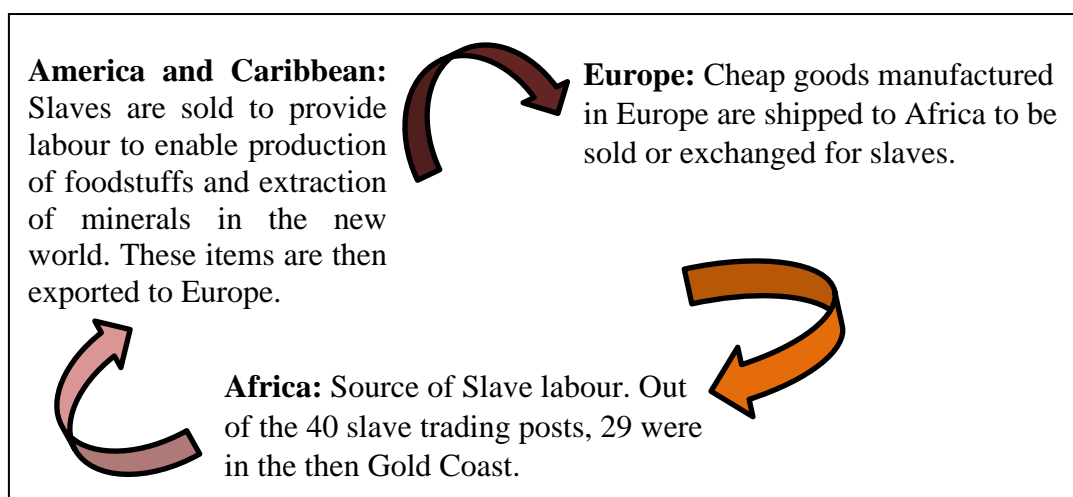 America and Caribbean:
Slaves are sold to provide
labour to enable production
of foodstuffs and extraction
of minerals in the new
world. These items are then
exported to Europe.
Europe: Cheap goods manufactured
in Europe are shipped to Africa to be
sold or exchanged for slaves.
Africa: Source of Slave labour. Out
of the 40 slave trading posts, 29 were
in the then Gold Coast.